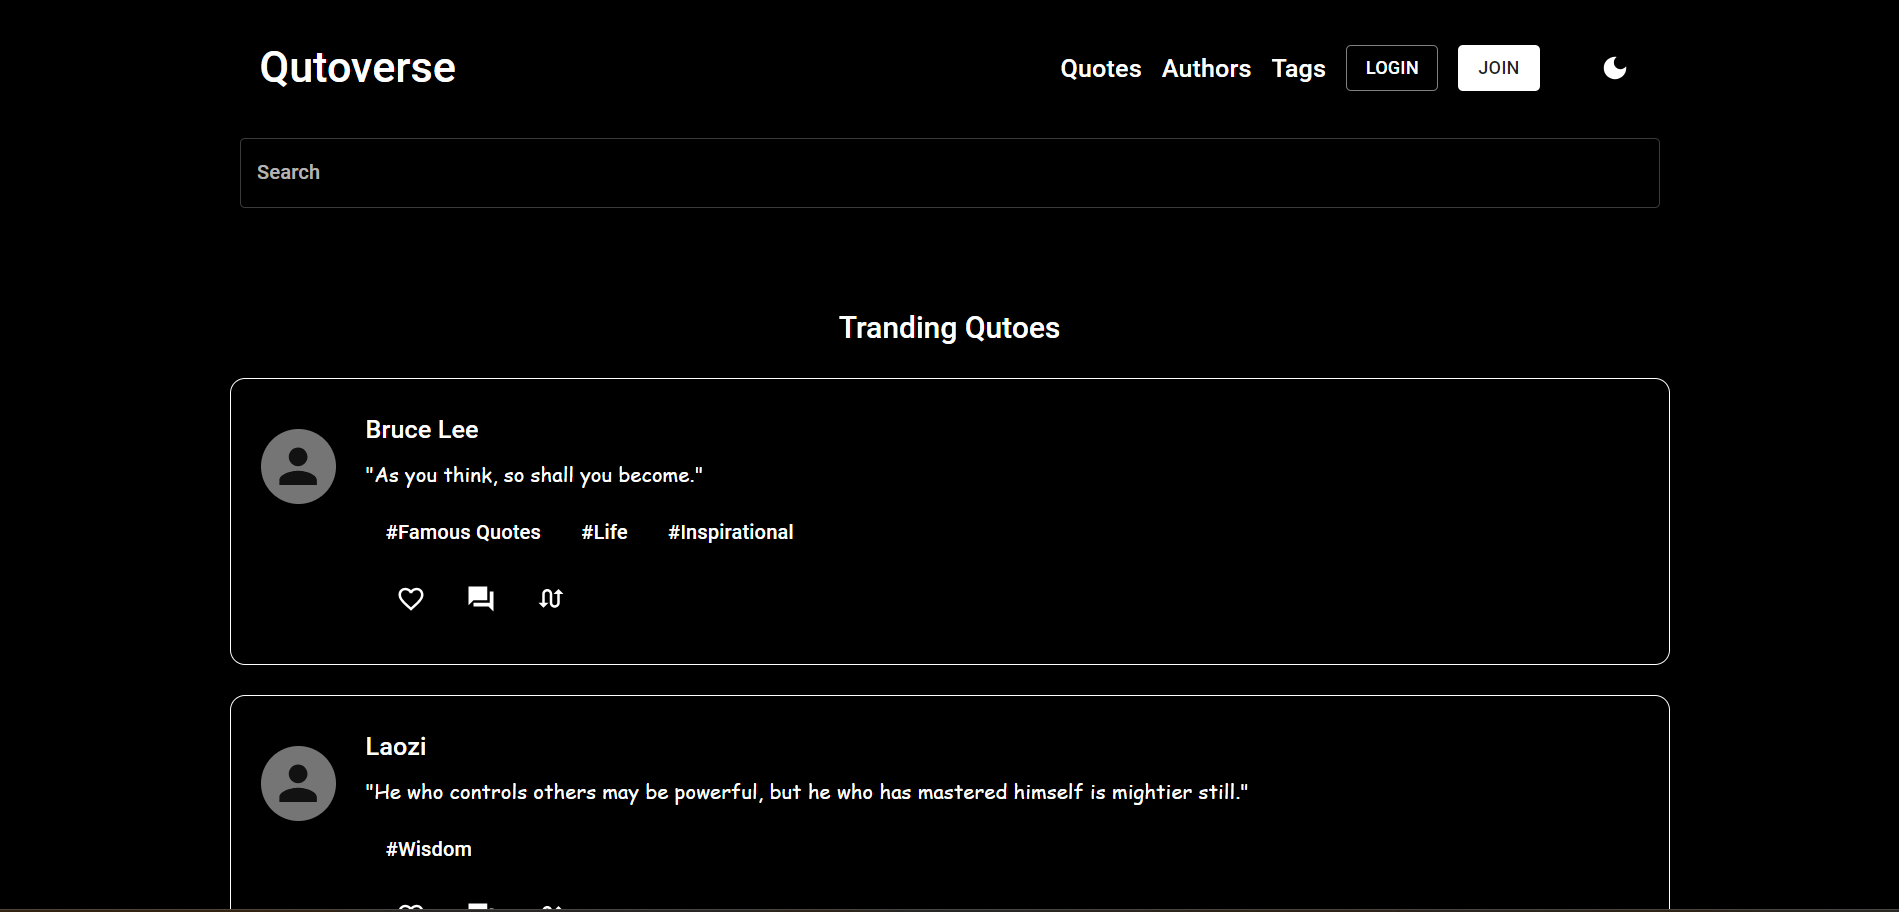 Qutoverse
Quotes Authors Tags LOGIN JOIN
Search
Tranding Qutoes
Bruce Lee
"As you think, so shall you become."
#Famous Quotes #Life #Inspirational
Laozi
"He who controls others may be powerful, but he who has mastered himself is mightier still."
#Wisdom